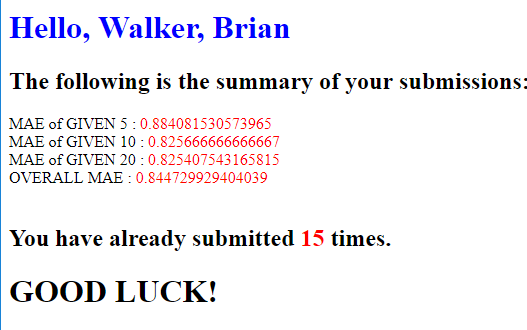 Hello, Walker, Brian
The following is the summary of your submissions:
MAE of GIVEN 5 : 0.884081530573965
MAE of GIVEN 10 : 0.825666666666667
MAE of GIVEN 20 : 0.825407543165815
OVERALL MAE : 0.844729929404039
You have already submitted 15 times.
GOOD LUCK!